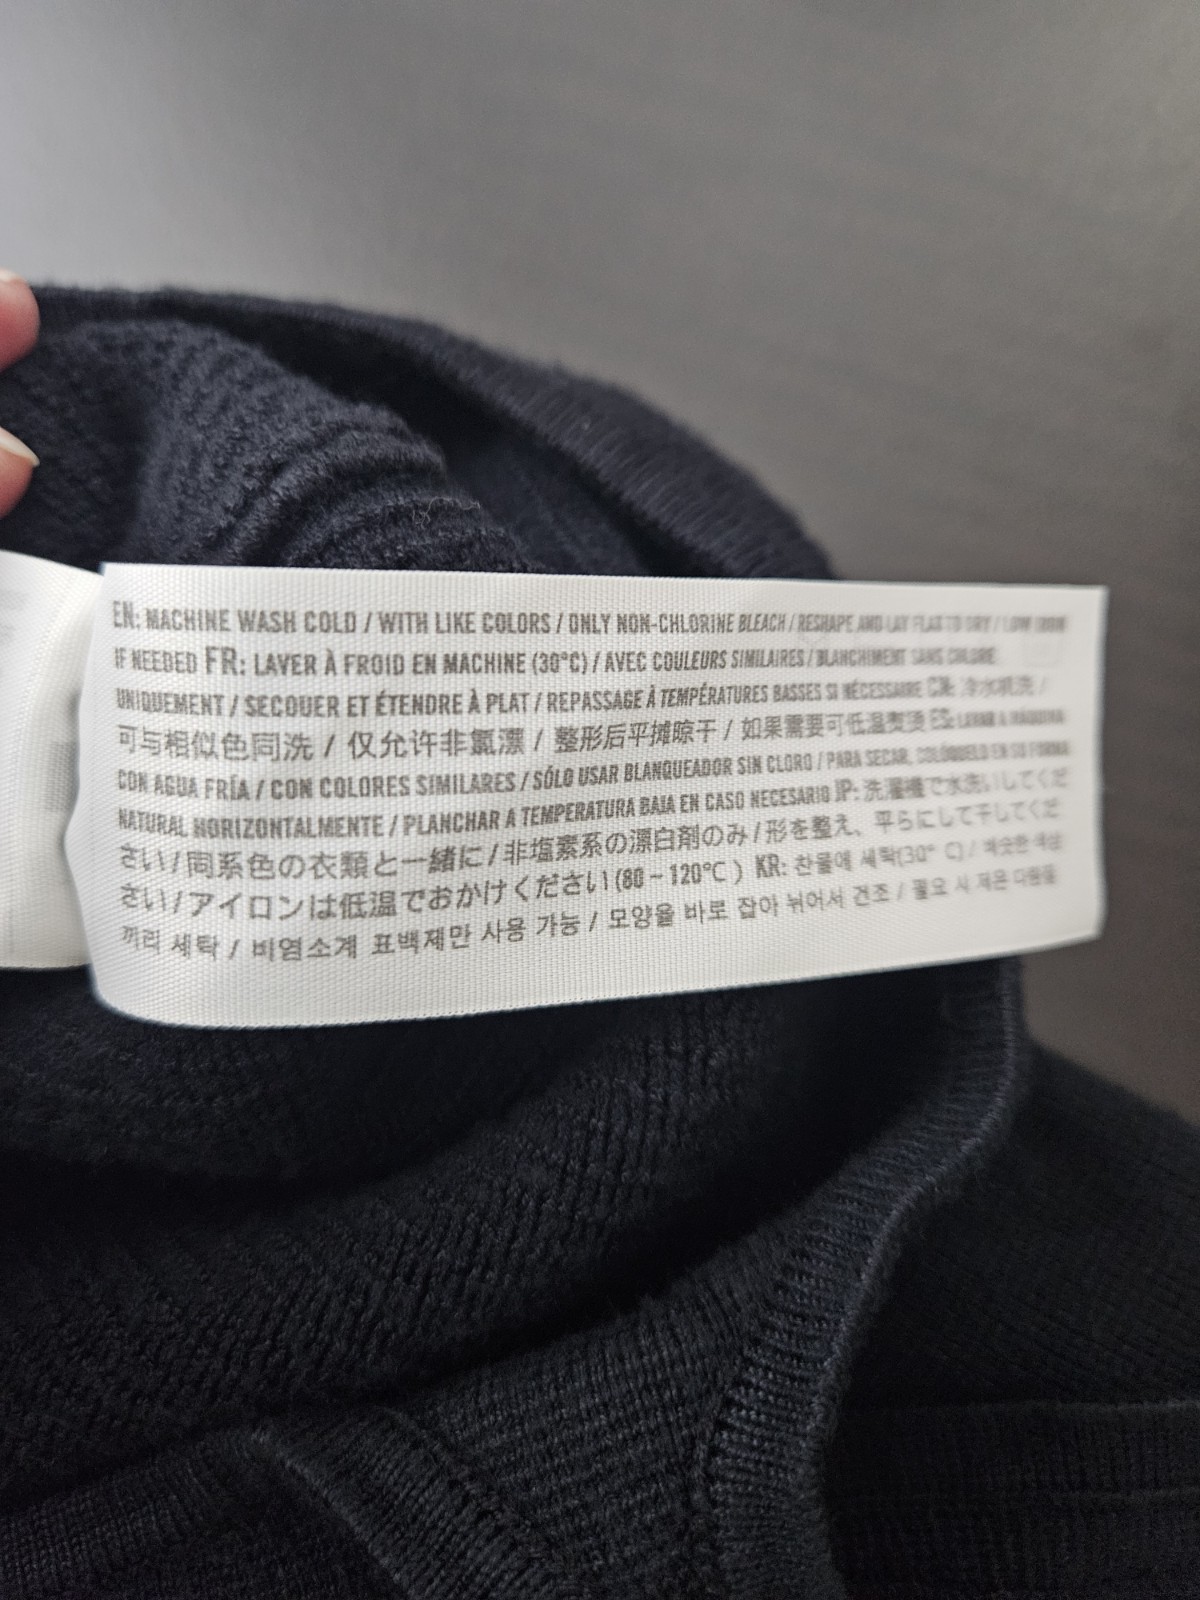 EN: MACHINE WASH COLD / WITH LIKE COLORS / ONLY NON-CHLORINE BLEACH / RESHAPE AND LAY FLAT TO DRY / LOW IRON
IF NEEDED FR: LAVER À FROID EN MACHINE (30°C) / AVEC COULEURS SIMILAIRES / BLANCHIMENT SANS CHLORE
UNIQUEMENT / SECOUER ET ÉTENDRE À PLAT / REPASSAGE À TEMPÉRATURES BASSES SI NÉCESSAIRE CN: 冷水机洗 /
可与相似色同洗 / 仅允许非氯漂 / 整形后平摊晾干 / 如果需要可低温熨烫 ES: LAVAR A MÁQUINA
CON AGUA FRÍA / CON COLORES SIMILARES / SÓLO USAR BLANQUEADOR SIN CLORO / PARA SECAR, COLÓQUELO EN SU FORMA
NATURAL HORIZONTALMENTE / PLANCHAR A TEMPERATURA BAJA EN CASO NECESARIO JP: 洗濯機で水洗いしてくだ
さい/同系色の衣類と一緒に/非塩素系の漂白剤のみ/形を整え、平らにして干してくだ
さい/アイロンは低温でおかけください(80-120℃) KR: 찬물에 세탁(30° C) / 비슷한 색상
끼리 세탁 / 비염소계 표백제만 사용 가능 / 모양을 바로 잡아 뉘어서 건조 / 필요 시 저온 다림질